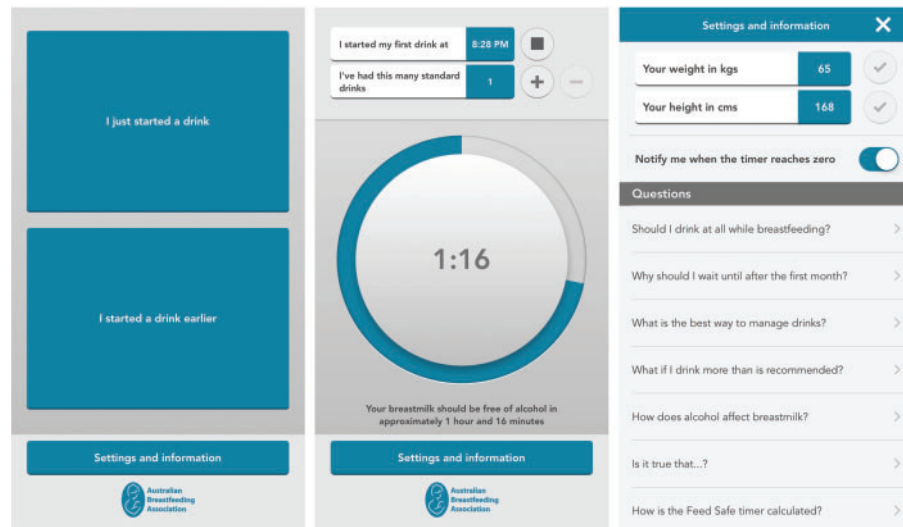 I just started a drink
I started a drink earlier
Settings and information
Australian
Breastfeeding
Association
I started my first drink at
8:28 PM
I've had this many standard
drinks
1
1:16
Your breastmilk should be free of alcohol in
approximately 1 hour and 16 minutes
Settings and information
Australian
Breastfeeding
Association
Settings and information
Your weight in kgs
65
Your height in cms
168
Notify me when the timer reaches zero
Questions
Should I drink at all while breastfeeding?
Why should I wait until after the first month?
What is the best way to manage drinks?
What if I drink more than is recommended?
How does alcohol affect breastmilk?
Is it true that...?
How is the Feed Safe timer calculated?